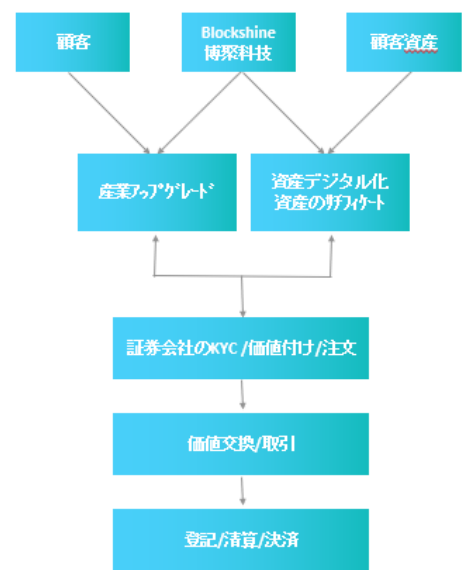 顧客
Blockshine
博聚科技
顧客資産
産業ｱｯﾌﾟｸﾞﾚｰﾄﾞ
資産デジタル化
資産のｻﾁﾌｨｹｰﾄ
証券会社のKYC /価値付け/注文
価値交換/取引
登記/清算/決済